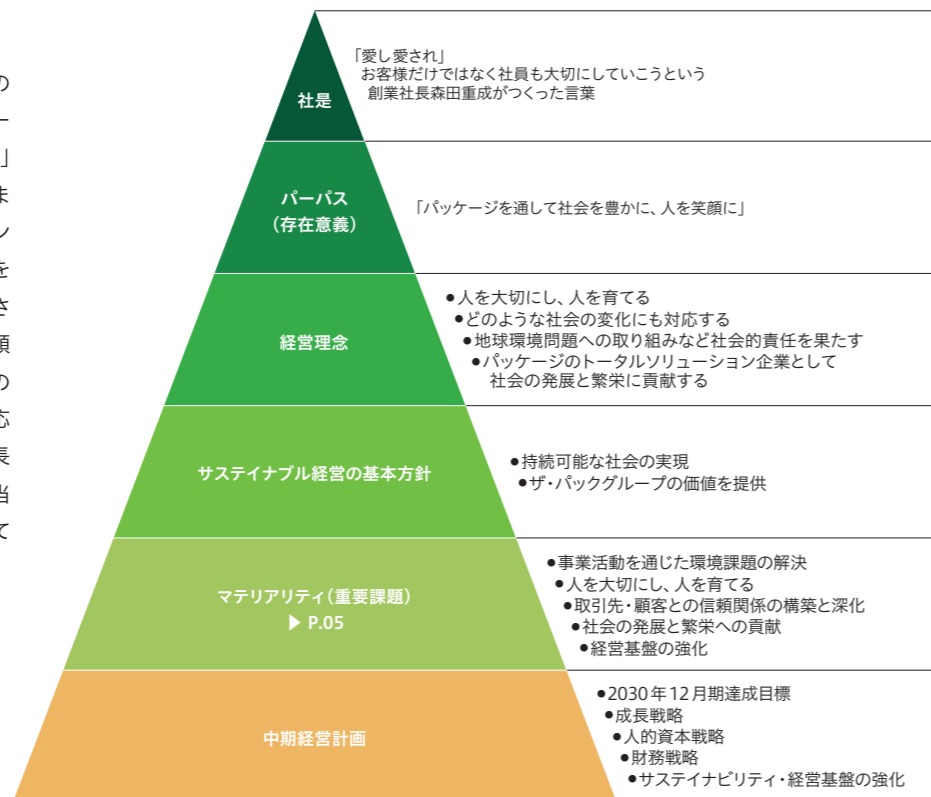 の
ー
」
ま
ン
を
さ
頭
の
応
長
当
て
社是
「愛し愛され」
お客様だけではなく社員も大切にしていこうという
創業社長森田重成がつくった言葉
パーパス
（存在意義）
「パッケージを通して社会を豊かに、人を笑顔に」
経営理念
●人を大切にし、人を育てる
●どのような社会の変化にも対応する
●地球環境問題への取り組みなど社会的責任を果たす
●パッケージのトータルソリューション企業として
社会の発展と繁栄に貢献する
サステイナブル経営の基本方針
●持続可能な社会の実現
●ザ・パックグループの価値を提供
マテリアリティ（重要課題）
▶ P.05
●事業活動を通じた環境課題の解決
●人を大切にし、人を育てる
●取引先・顧客との信頼関係の構築と深化
●社会の発展と繁栄への貢献
●経営基盤の強化
中期経営計画
●2030年12月期達成目標
●成長戦略
●人的資本戦略
●財務戦略
●サステイナビリティ・経営基盤の強化